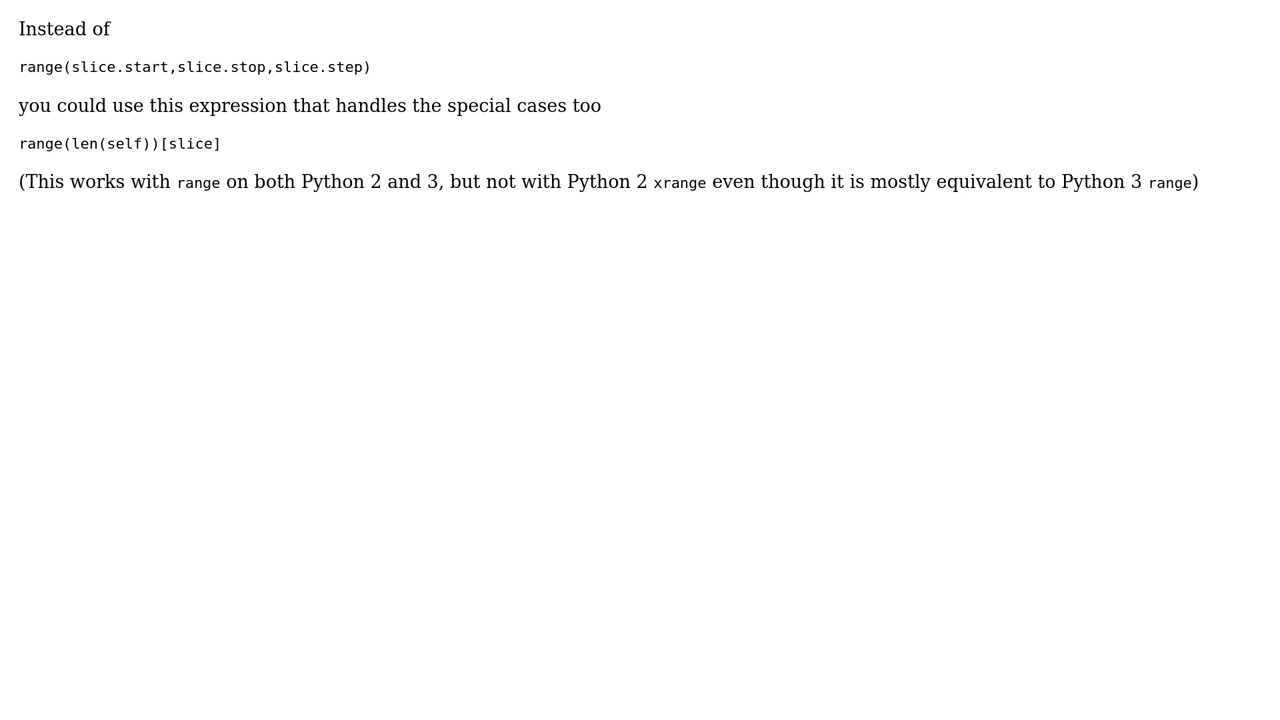 Instead of
range(slice.start,slice.stop,slice.step)
you could use this expression that handles the special cases too
range(len(self))[slice]
(This works with range on both Python 2 and 3, but not with Python 2 xrange even though it is mostly equivalent to Python 3 range)